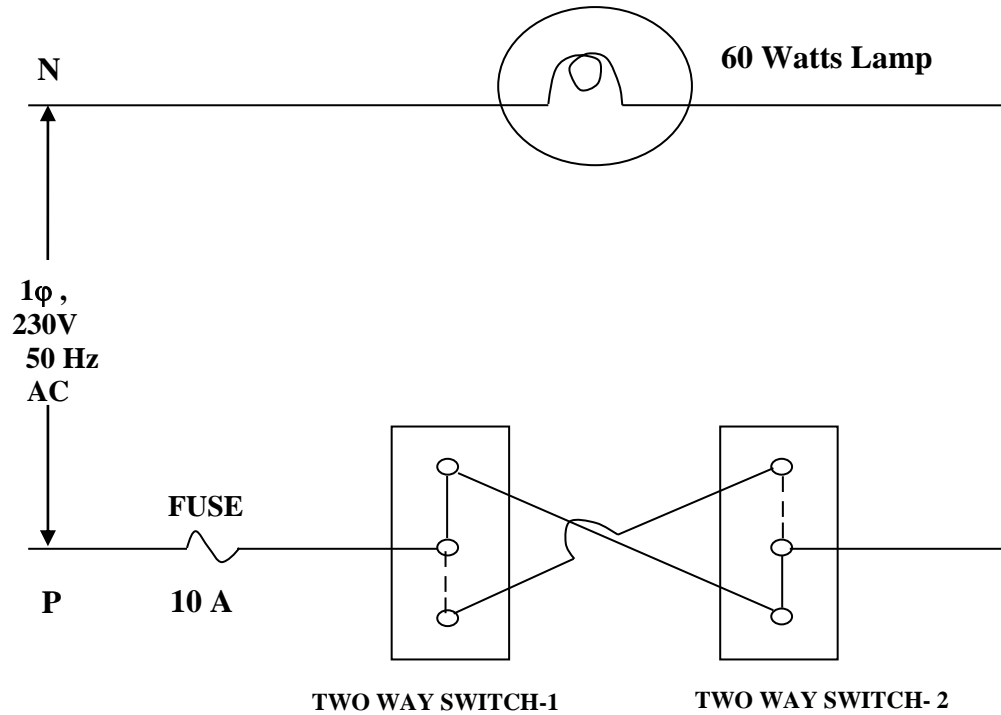 N
60 Watts Lamp
1φ ,
230V
50 Hz
AC
FUSE
P
10 A
TWO WAY SWITCH-1
TWO WAY SWITCH- 2